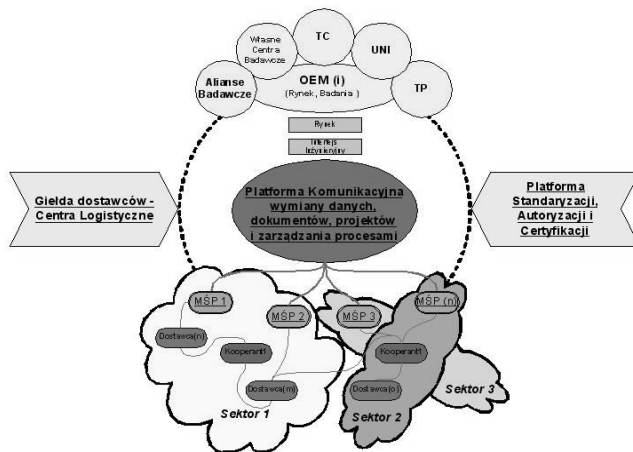 Własne
Centra
Badawcze
TC
UNI
Alianse
Badawcze
OEM (i)
(Rynek, Badania)
TP
Rynek
Interfejs
Inżynieryjny
Giełda dostawców -
Centra Logistyczne
Platforma Komunikacyjna
wymiany danych,
dokumentów, projektów
i zarządzania procesami
Platforma
Standaryzacji,
Autoryzacji i
Certyfikacji
MŚP 1
MŚP 2
MŚP 3
MŚP (n)
Dostawca(n)
Kooperant1
Kooperant1
Dostawca(m)
Dostawca(o)
Sektor 1
Sektor 2
Sektor 3